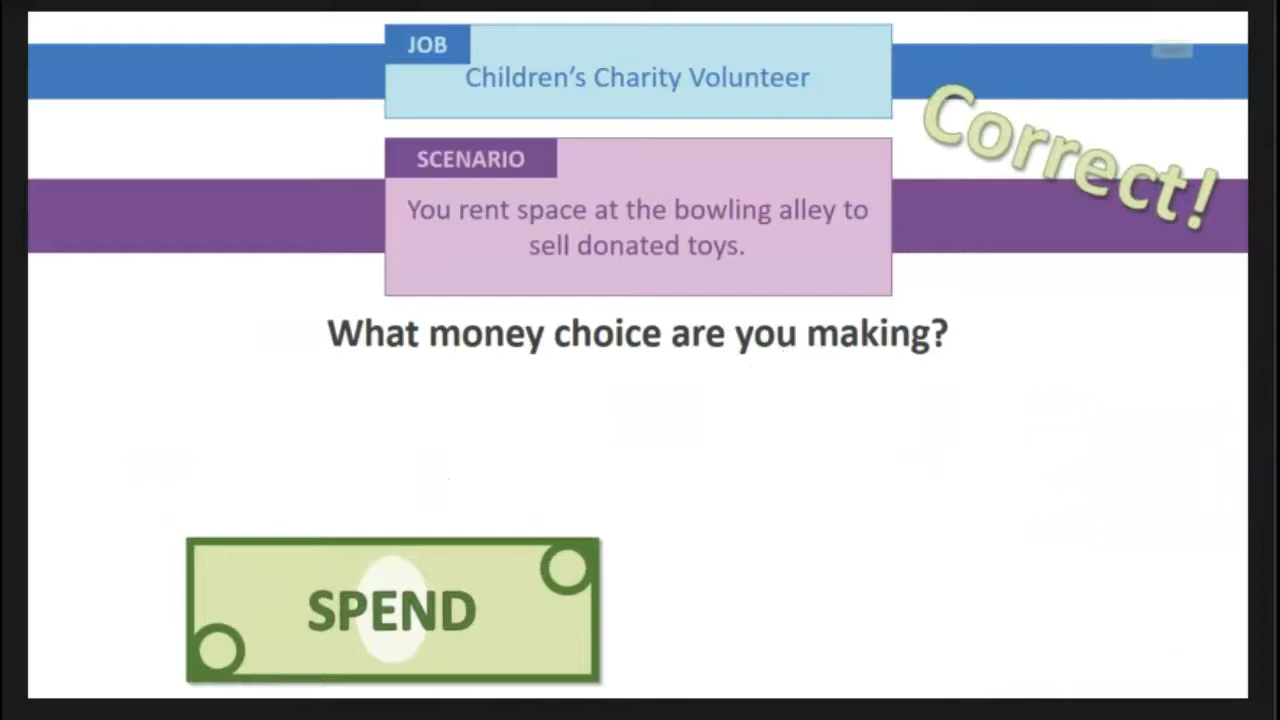 JOB
Children's Charity Volunteer
Correct!
SCENARIO
You rent space at the bowling alley to
sell donated toys.
What money choice are you making?
SPEND